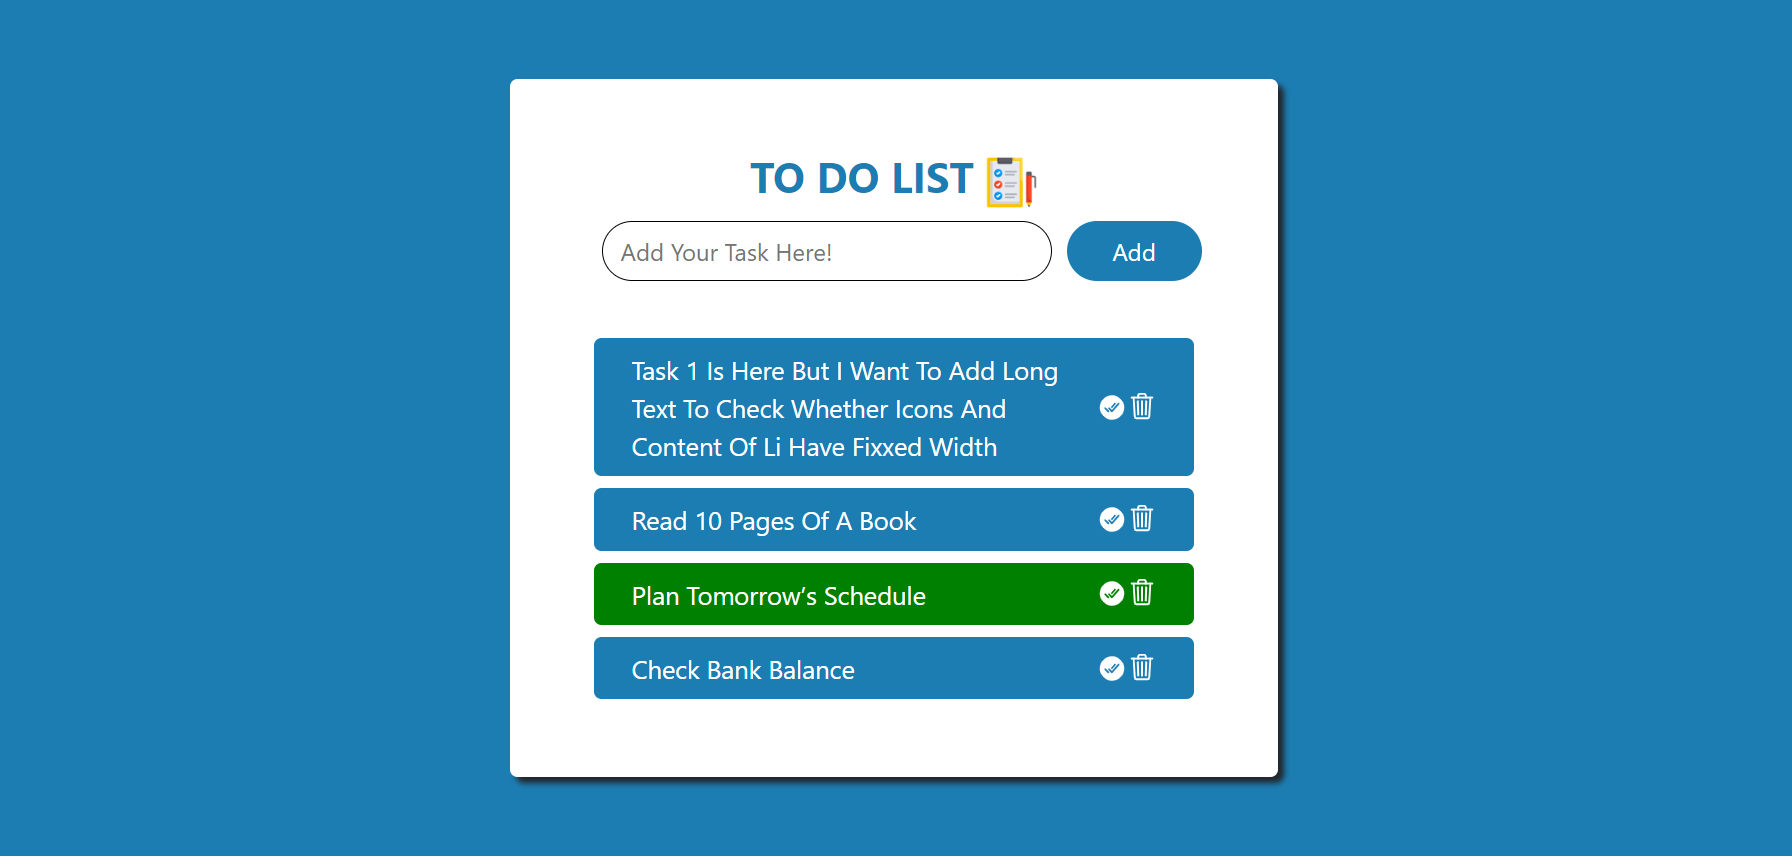 TO DO LIST
Add Your Task Here!
Add
Task 1 Is Here But I Want To Add Long
Text To Check Whether Icons And
Content Of Li Have Fixxed Width
Read 10 Pages Of A Book
Plan Tomorrow’s Schedule
Check Bank Balance